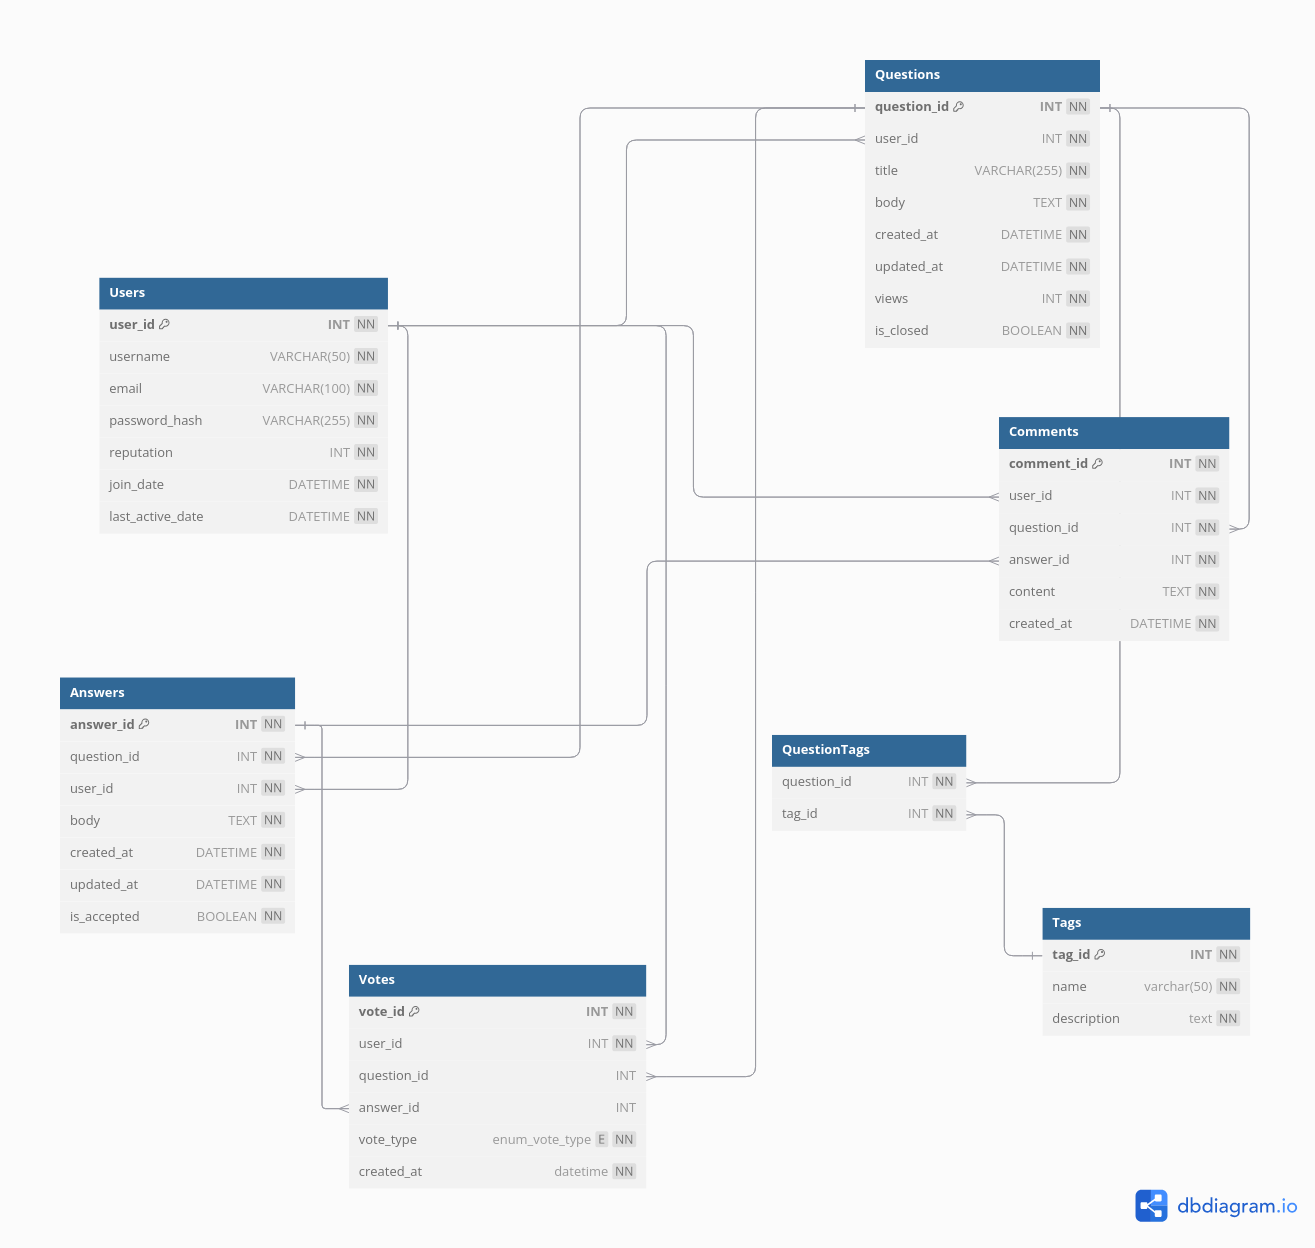 Questions
question_id INT NN
user_id INT NN
title VARCHAR(255) NN
body TEXT NN
created_at DATETIME NN
updated_at DATETIME NN
views INT NN
is_closed BOOLEAN NN
Users
user_id INT NN
username VARCHAR(50) NN
email VARCHAR(100) NN
password_hash VARCHAR(255) NN
reputation INT NN
join_date DATETIME NN
last_active_date DATETIME NN
Comments
comment_id INT NN
user_id INT NN
question_id INT NN
answer_id INT NN
content TEXT NN
created_at DATETIME NN
Answers
answer_id INT NN
question_id INT NN
user_id INT NN
body TEXT NN
created_at DATETIME NN
updated_at DATETIME NN
is_accepted BOOLEAN NN
QuestionTags
question_id INT NN
tag_id INT NN
Tags
tag_id INT NN
name varchar(50) NN
description text NN
Votes
vote_id INT NN
user_id INT NN
question_id INT
answer_id INT
vote_type enum_vote_type E NN
created_at datetime NN
dbdiagram.io